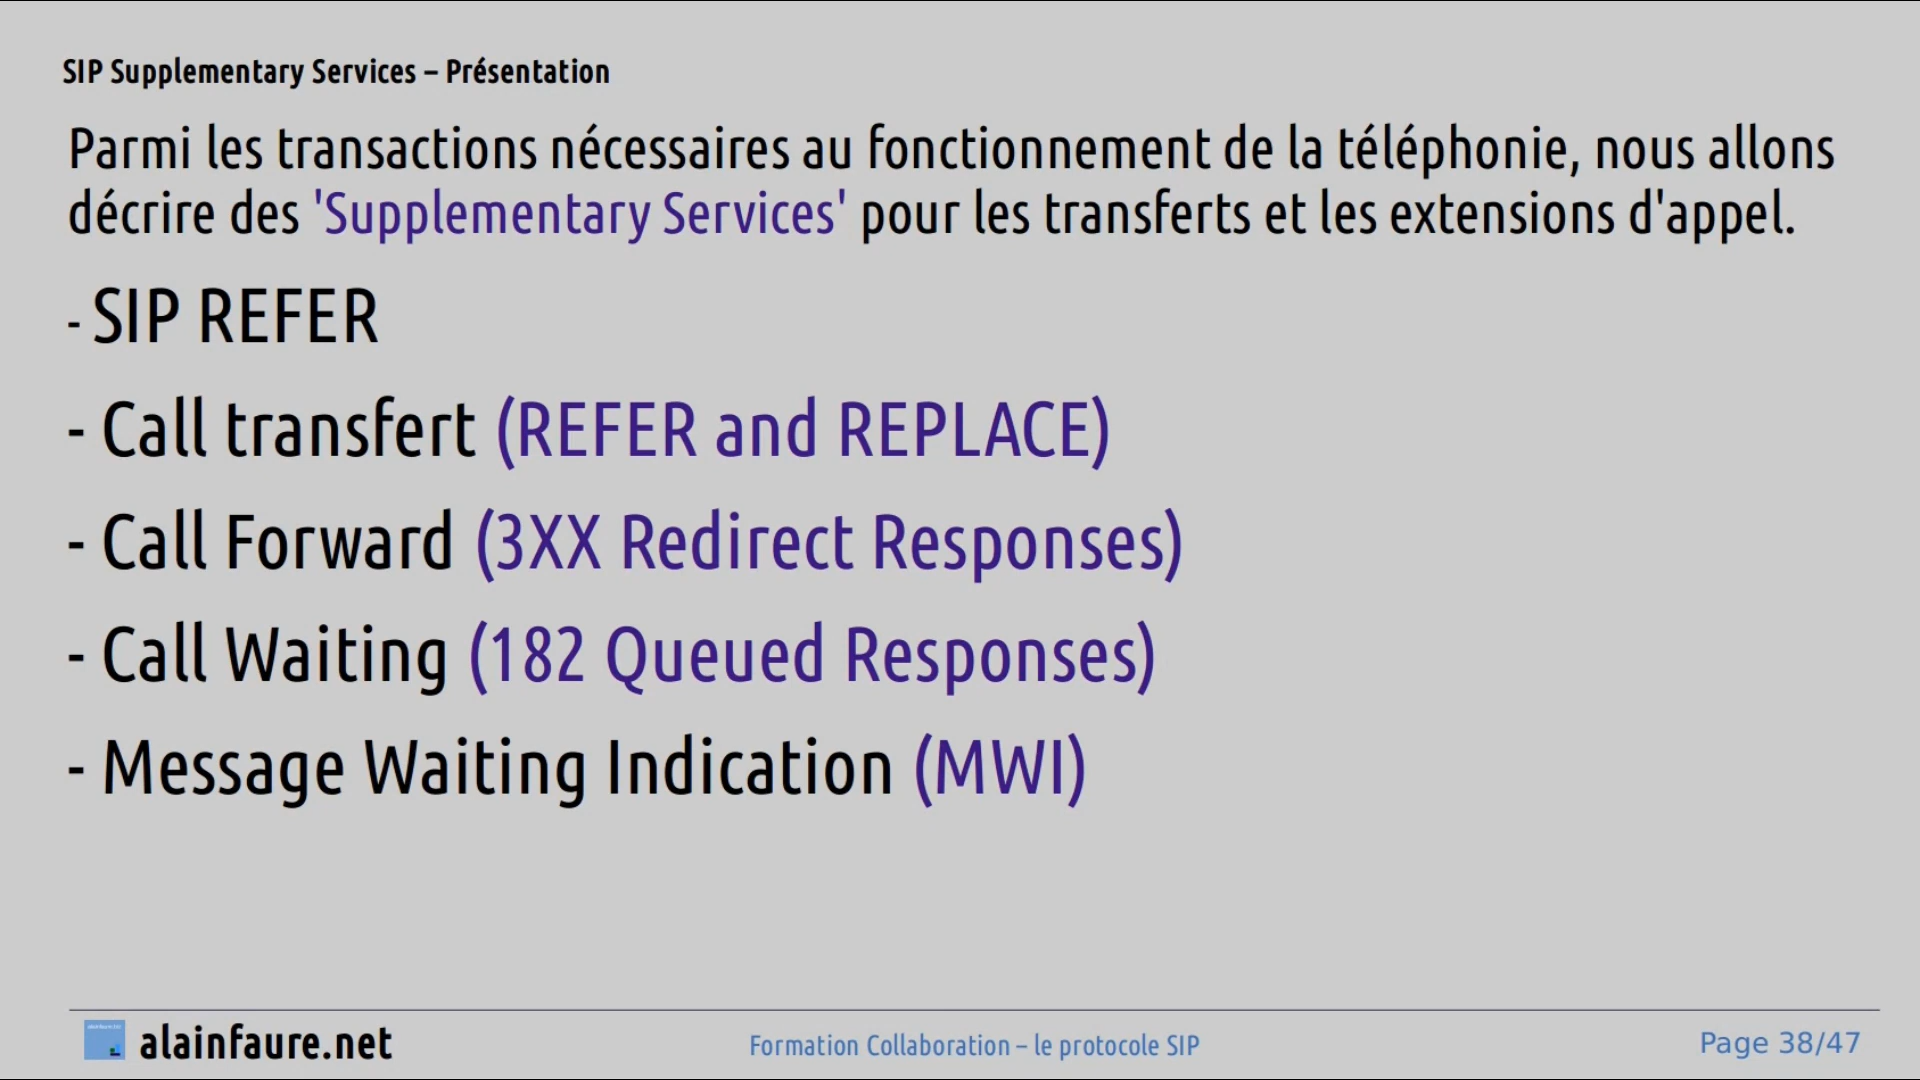 SIP Supplementary Services – Présentation
Parmi les transactions nécessaires au fonctionnement de la téléphonie, nous allons
décrire des 'Supplementary Services' pour les transferts et les extensions d'appel.
- SIP REFER
- Call transfert (REFER and REPLACE)
- Call Forward (3XX Redirect Responses)
- Call Waiting (182 Queued Responses)
- Message Waiting Indication (MWI)
alainfaure.net
Formation Collaboration – le protocole SIP
Page 38/47